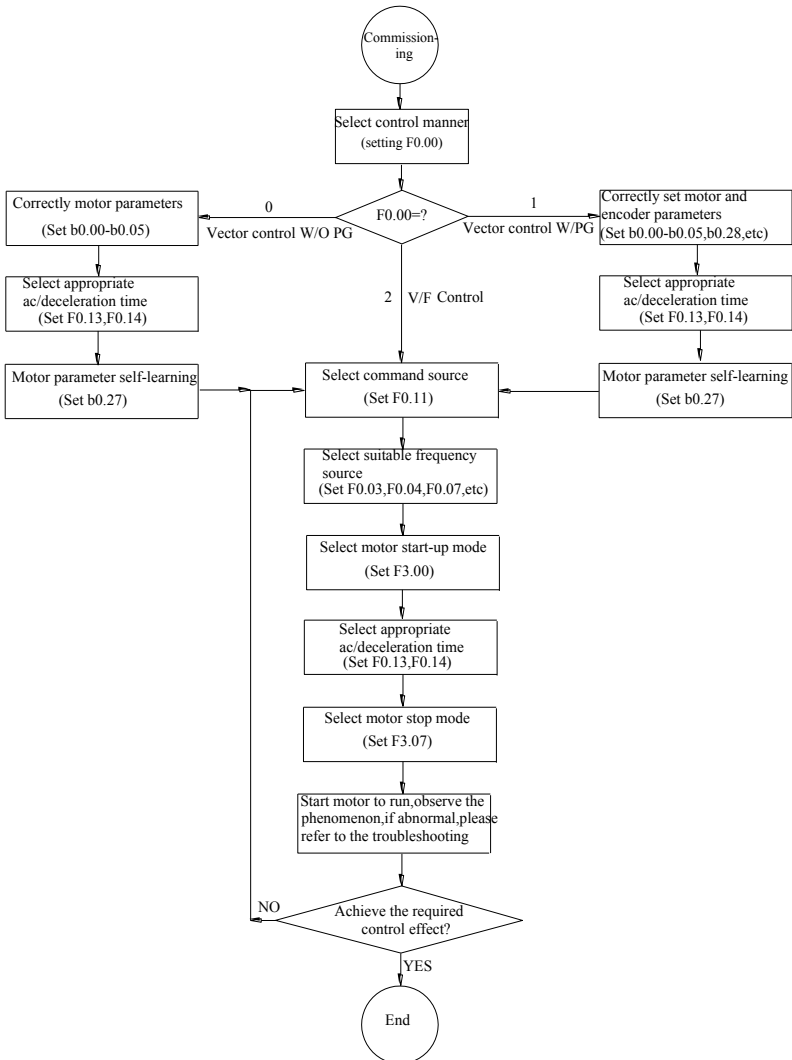 Commission-
ing
Select control manner
(setting F0.00)
F0.00=?
0
Vector control W/O PG
1
Vector control W/PG
2
V/F Control
Correctly motor parameters
(Set b0.00-b0.05)
Select appropriate
ac/deceleration time
(Set F0.13,F0.14)
Motor parameter self-learning
(Set b0.27)
Correctly set motor and
encoder parameters
(Set b0.00-b0.05,b0.28,etc)
Select appropriate
ac/deceleration time
(Set F0.13,F0.14)
Motor parameter self-learning
(Set b0.27)
Select command source
(Set F0.11)
Select suitable frequency
source
(Set F0.03,F0.04,F0.07,etc)
Select motor start-up mode
(Set F3.00)
Select appropriate
ac/deceleration time
(Set F0.13,F0.14)
Select motor stop mode
(Set F3.07)
Start motor to run,observe the
phenomenon,if abnormal,please
refer to the troubleshooting
NO
Achieve the required
control effect?
YES
End